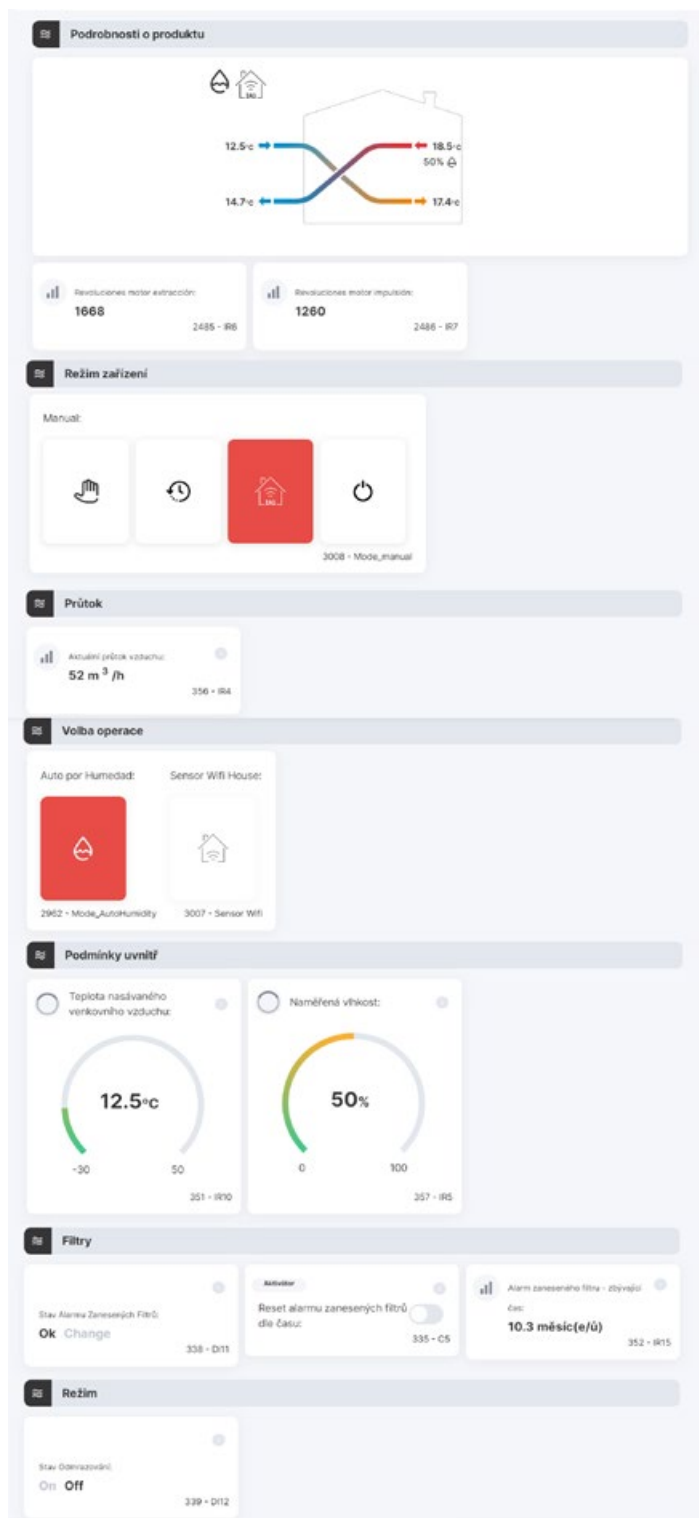 Podrobnosti o produktu
12.5°c
18.5°c
50%
14.7°c
17.4°c
Revoluciones motor extracción:
1668
2485 - IR6
Revoluciones motor impulsión:
1260
2486 - IR7
Režim zařízení
Manual:
3008 - Mode_manual
Průtok
Aktuální průtok vzduchu:
52 m³ /h
356 - IR4
Volba operace
Auto por Humedad:
Sensor Wifi House:
2962 - Mode_AutoHumidity
3007 - Sensor Wifi
Podmínky uvnitř
Teplota nasávaného
venkovního vzduchu:
12.5°c
-30
50
351 - IR10
Naměřená vlhkost:
50%
0
100
357 - IR5
Filtry
Stav Alarmu Zanesených Filtrů:
Ok Change
338 - DI11
Aktivátor
Reset alarmu zanesených filtrů
dle času:
335 - C5
Alarm zaneseného filtru - zbývající
čas:
10.3 měsíc(e/ů)
352 - IR15
Režim
Stav Odmrazování:
On Off
339 - DI12